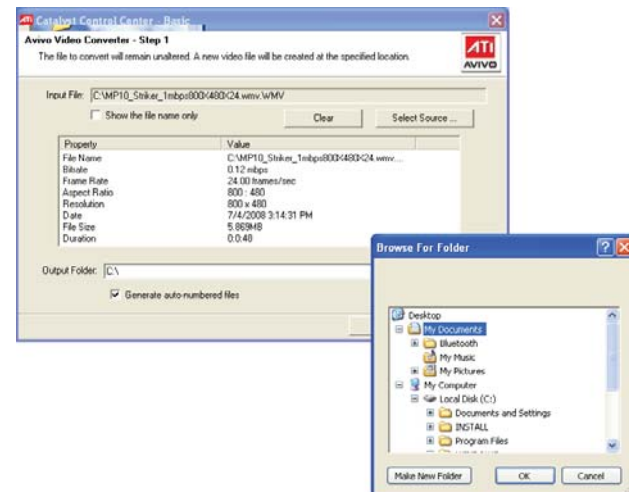 ATI Catalyst Control Center - Basic
Avivo Video Converter - Step 1
The file to convert will remain unaltered. A new video file will be created at the specified location.
ATI
AVIVO
Input File: C:\MP10_Striker_1mbps800X480X24.wmv.WMV
Show the file name only
Clear
Select Source ...
Property Value
File Name C:\MP10_Striker_1mbps800X480X24.wmv...
Bitrate 0.12 mbps
Frame Rate 24.00 frames/sec
Aspect Ratio 800 : 480
Resolution 800 x 480
Date 7/4/2008 3:14:31 PM
File Size 5.869MB
Duration 0:0:40
Output Folder: C:\
Generate auto-numbered files
Browse For Folder
Desktop
My Documents
Bluetooth
My Music
My Pictures
My Computer
Local Disk (C:)
Documents and Settings
INSTALL
Program Files
Make New Folder
OK
Cancel